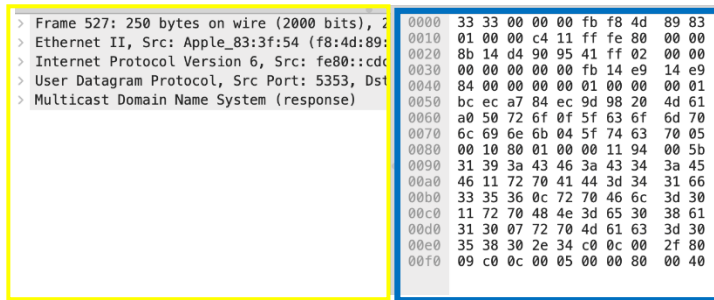 > Frame 527: 250 bytes on wire (2000 bits), 2
> Ethernet II, Src: Apple_83:3f:54 (f8:4d:89:
> Internet Protocol Version 6, Src: fe80::cdc
> User Datagram Protocol, Src Port: 5353, Dst
> Multicast Domain Name System (response)
0000 33 33 00 00 00 fb f8 4d 89 83
0010 01 00 00 c4 11 ff fe 80 00 00
0020 8b 14 d4 90 95 41 ff 02 00 00
0030 00 00 00 00 00 fb 14 e9 14 e9
0040 84 00 00 00 00 01 00 00 00 01
0050 bc ec a7 84 ec 9d 98 20 4d 61
0060 a0 50 72 6f 0f 5f 63 6f 6d 70
0070 6c 69 6e 6b 04 5f 74 63 70 05
0080 00 10 80 01 00 00 11 94 00 5b
0090 31 39 3a 43 46 3a 43 34 3a 45
00a0 46 11 72 70 41 44 3d 34 31 66
00b0 33 35 36 0c 72 70 46 6c 3d 30
00c0 11 72 70 48 4e 3d 65 30 38 61
00d0 31 30 07 72 70 4d 61 63 3d 30
00e0 35 38 30 2e 34 c0 0c 00 2f 80
00f0 09 c0 0c 00 05 00 00 80 00 40